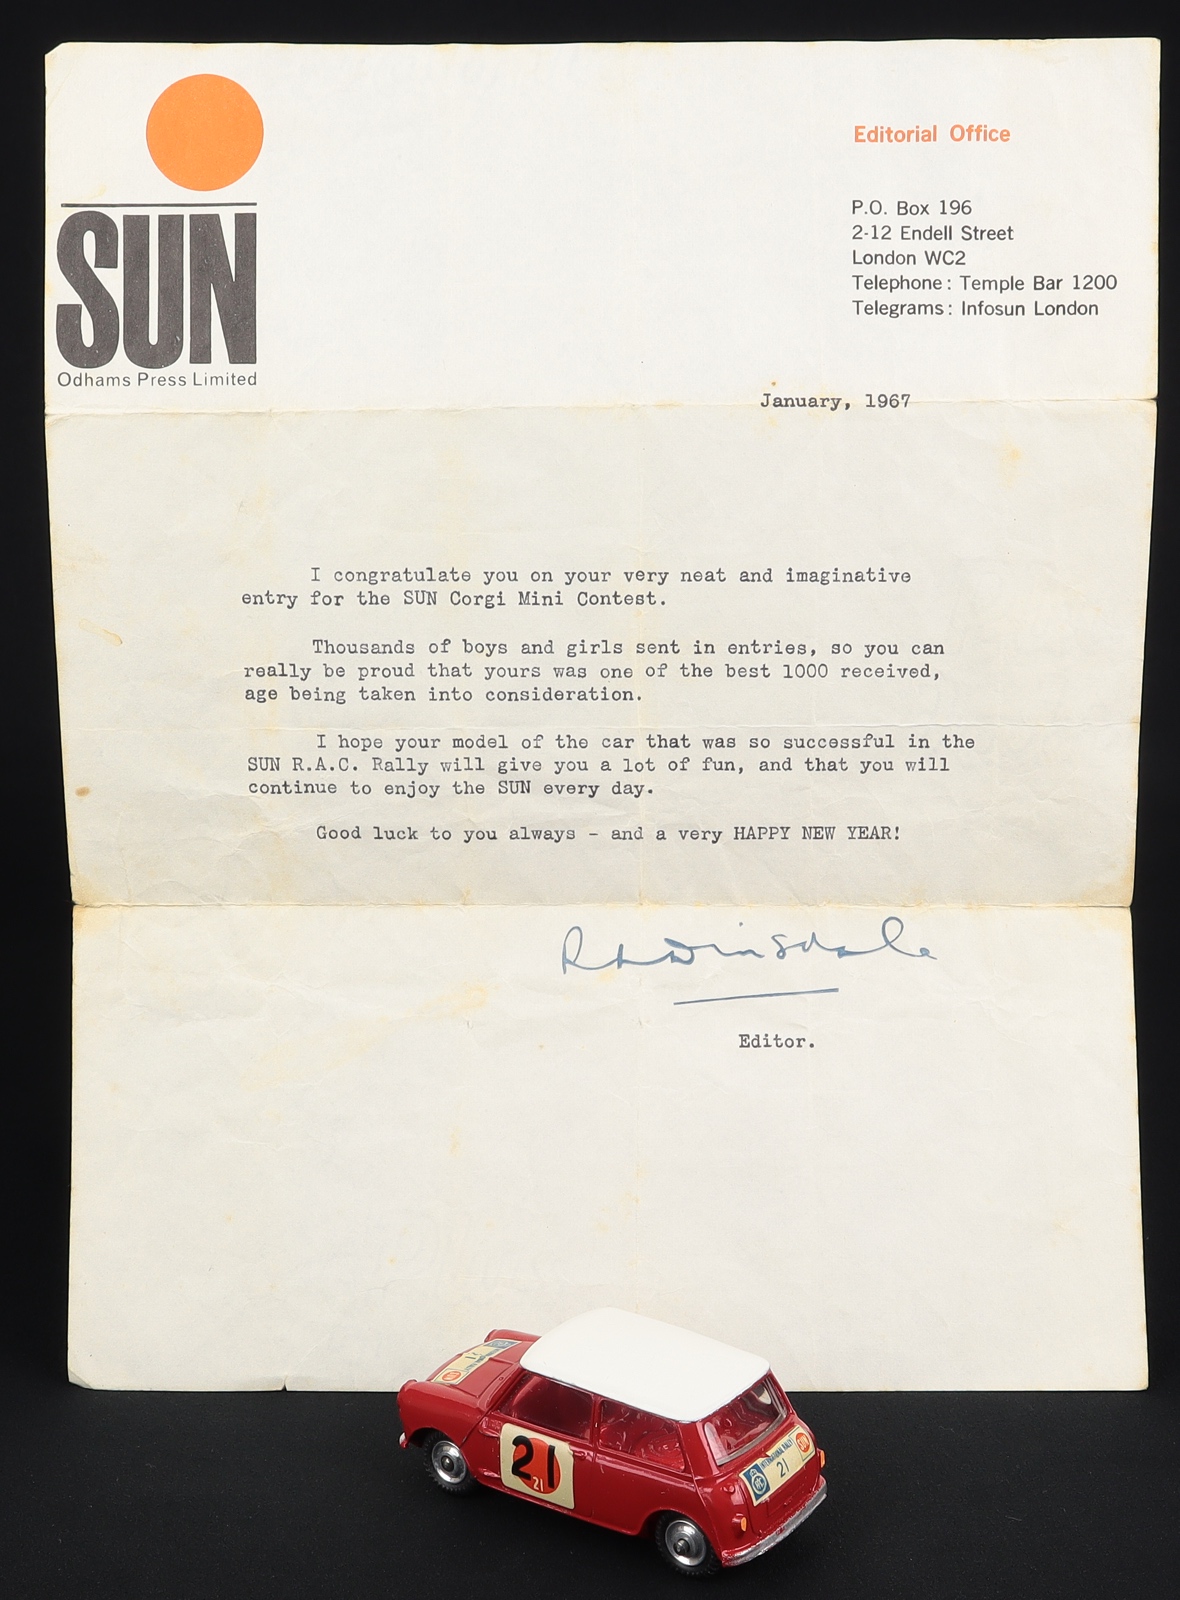 SUN
Odhams Press Limited
Editorial Office
P.O. Box 196
2-12 Endell Street
London WC2
Telephone: Temple Bar 1200
Telegrams: Infosun London
January, 1967
I congratulate you on your very neat and imaginative
entry for the SUN Corgi Mini Contest.
Thousands of boys and girls sent in entries, so you can
really be proud that yours was one of the best 1000 received,
age being taken into consideration.
I hope your model of the car that was so successful in the
SUN R.A.C. Rally will give you a lot of fun, and that you will
continue to enjoy the SUN every day.
Good luck to you always - and a very HAPPY NEW YEAR!
Dinsdale
Editor.
21
21
INTERNATIONAL RALLY
SUN
21